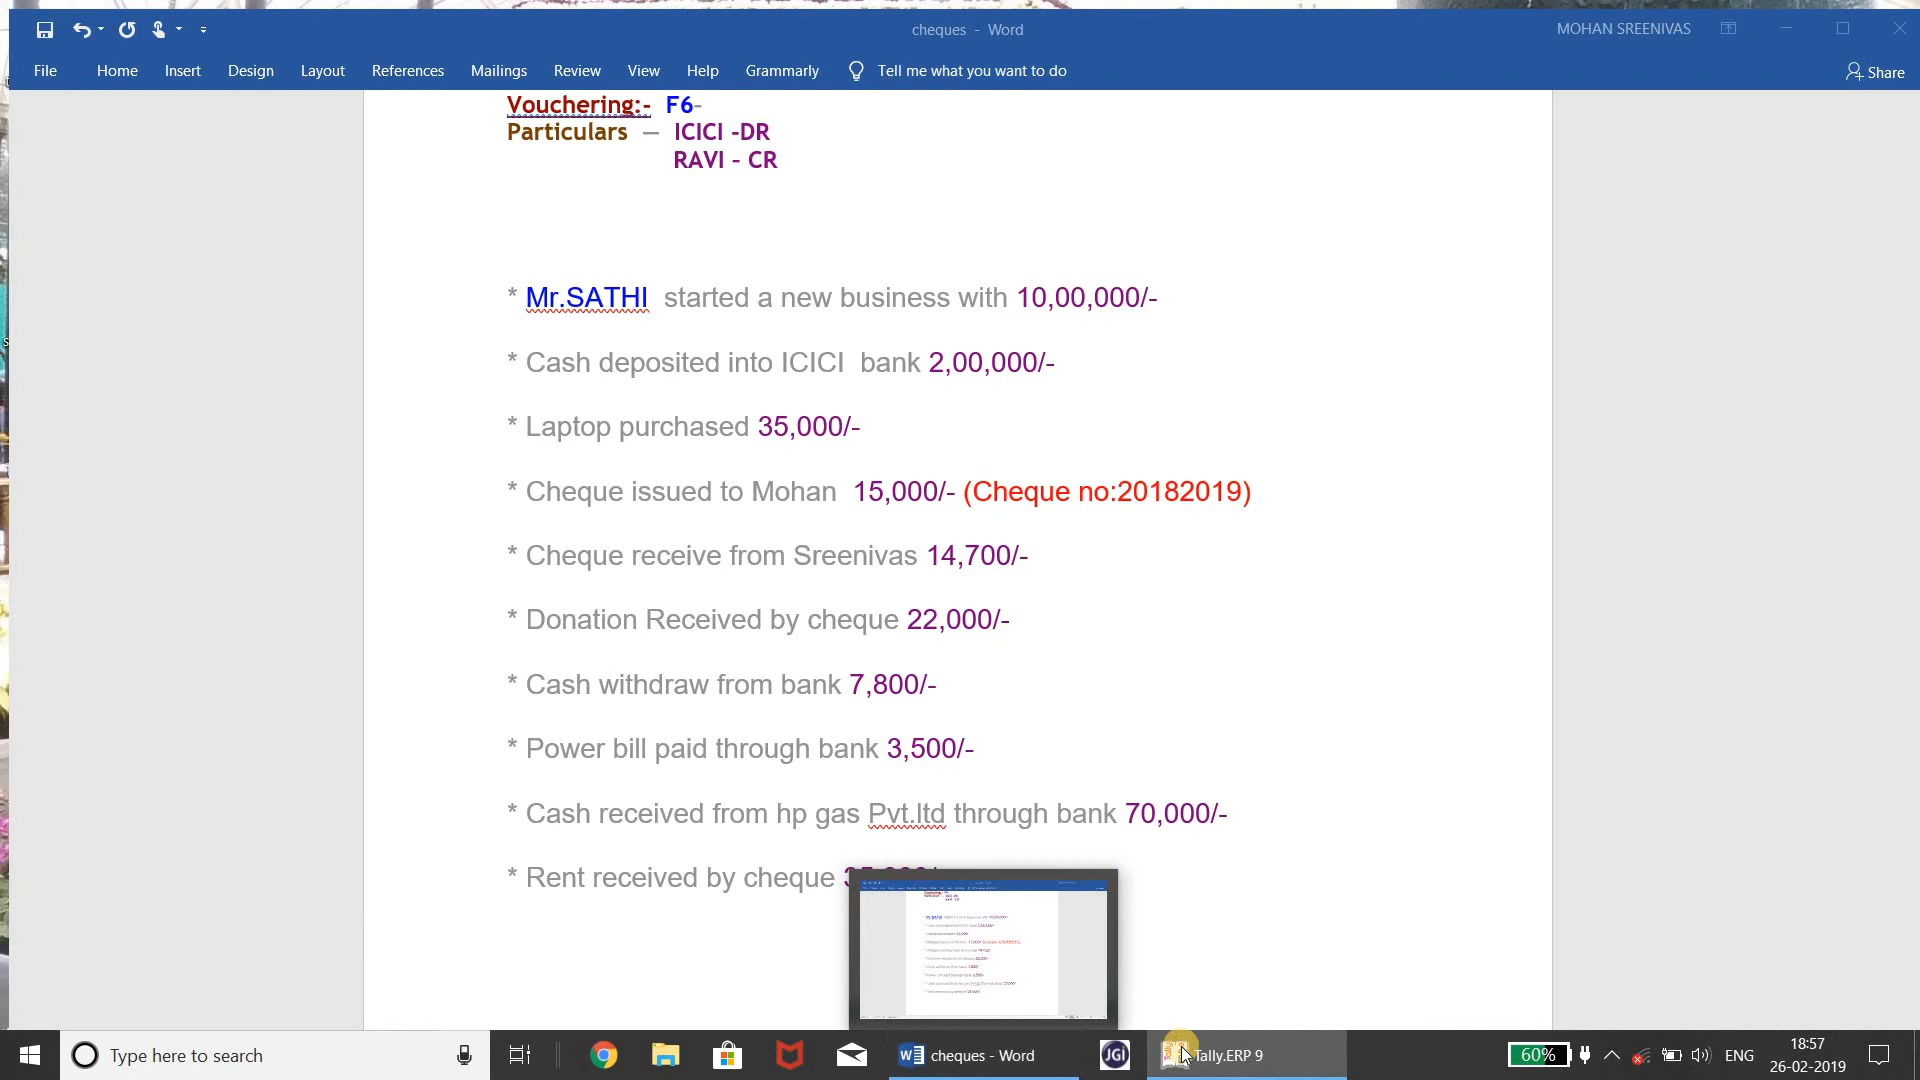 cheques - Word
MOHAN SREENIVAS
File Home Insert Design Layout References Mailings Review View Help Grammarly Tell me what you want to do Share
Vouchering:- F6-
Particulars – ICICI -DR
RAVI – CR
* Mr.SATHI started a new business with 10,00,000/-
* Cash deposited into ICICI bank 2,00,000/-
* Laptop purchased 35,000/-
* Cheque issued to Mohan 15,000/- (Cheque no:20182019)
* Cheque receive from Sreenivas 14,700/-
* Donation Received by cheque 22,000/-
* Cash withdraw from bank 7,800/-
* Power bill paid through bank 3,500/-
* Cash received from hp gas Pvt.ltd through bank 70,000/-
* Rent received by cheque
Type here to search
cheques - Word
JGI
Tally.ERP 9
60%
ENG
18:57
26-02-2019